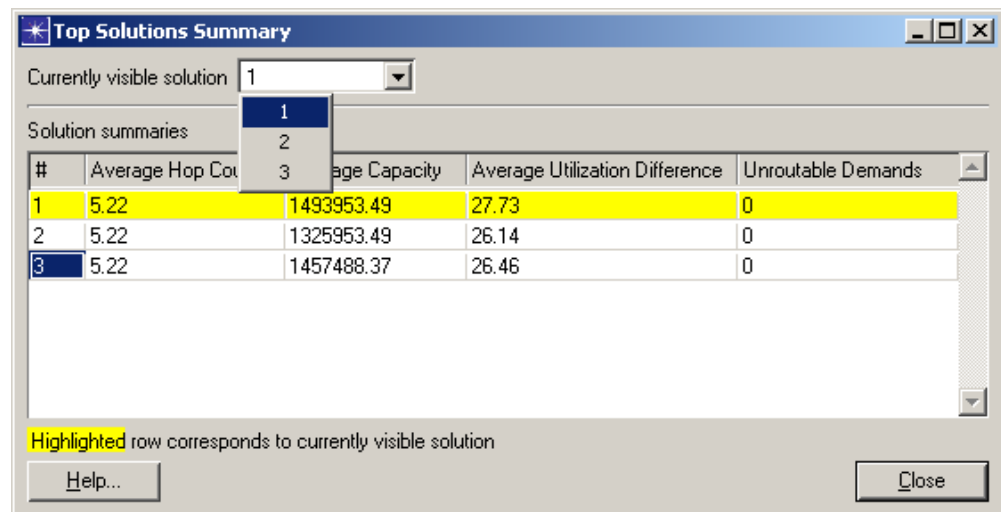 Top Solutions Summary
Currently visible solution 1
1
2
3
Solution summaries
# Average Hop Cou age Capacity Average Utilization Difference Unroutable Demands
1 5.22 1493953.49 27.73 0
2 5.22 1325953.49 26.14 0
3 5.22 1457488.37 26.46 0
Highlighted row corresponds to currently visible solution
Help... Close